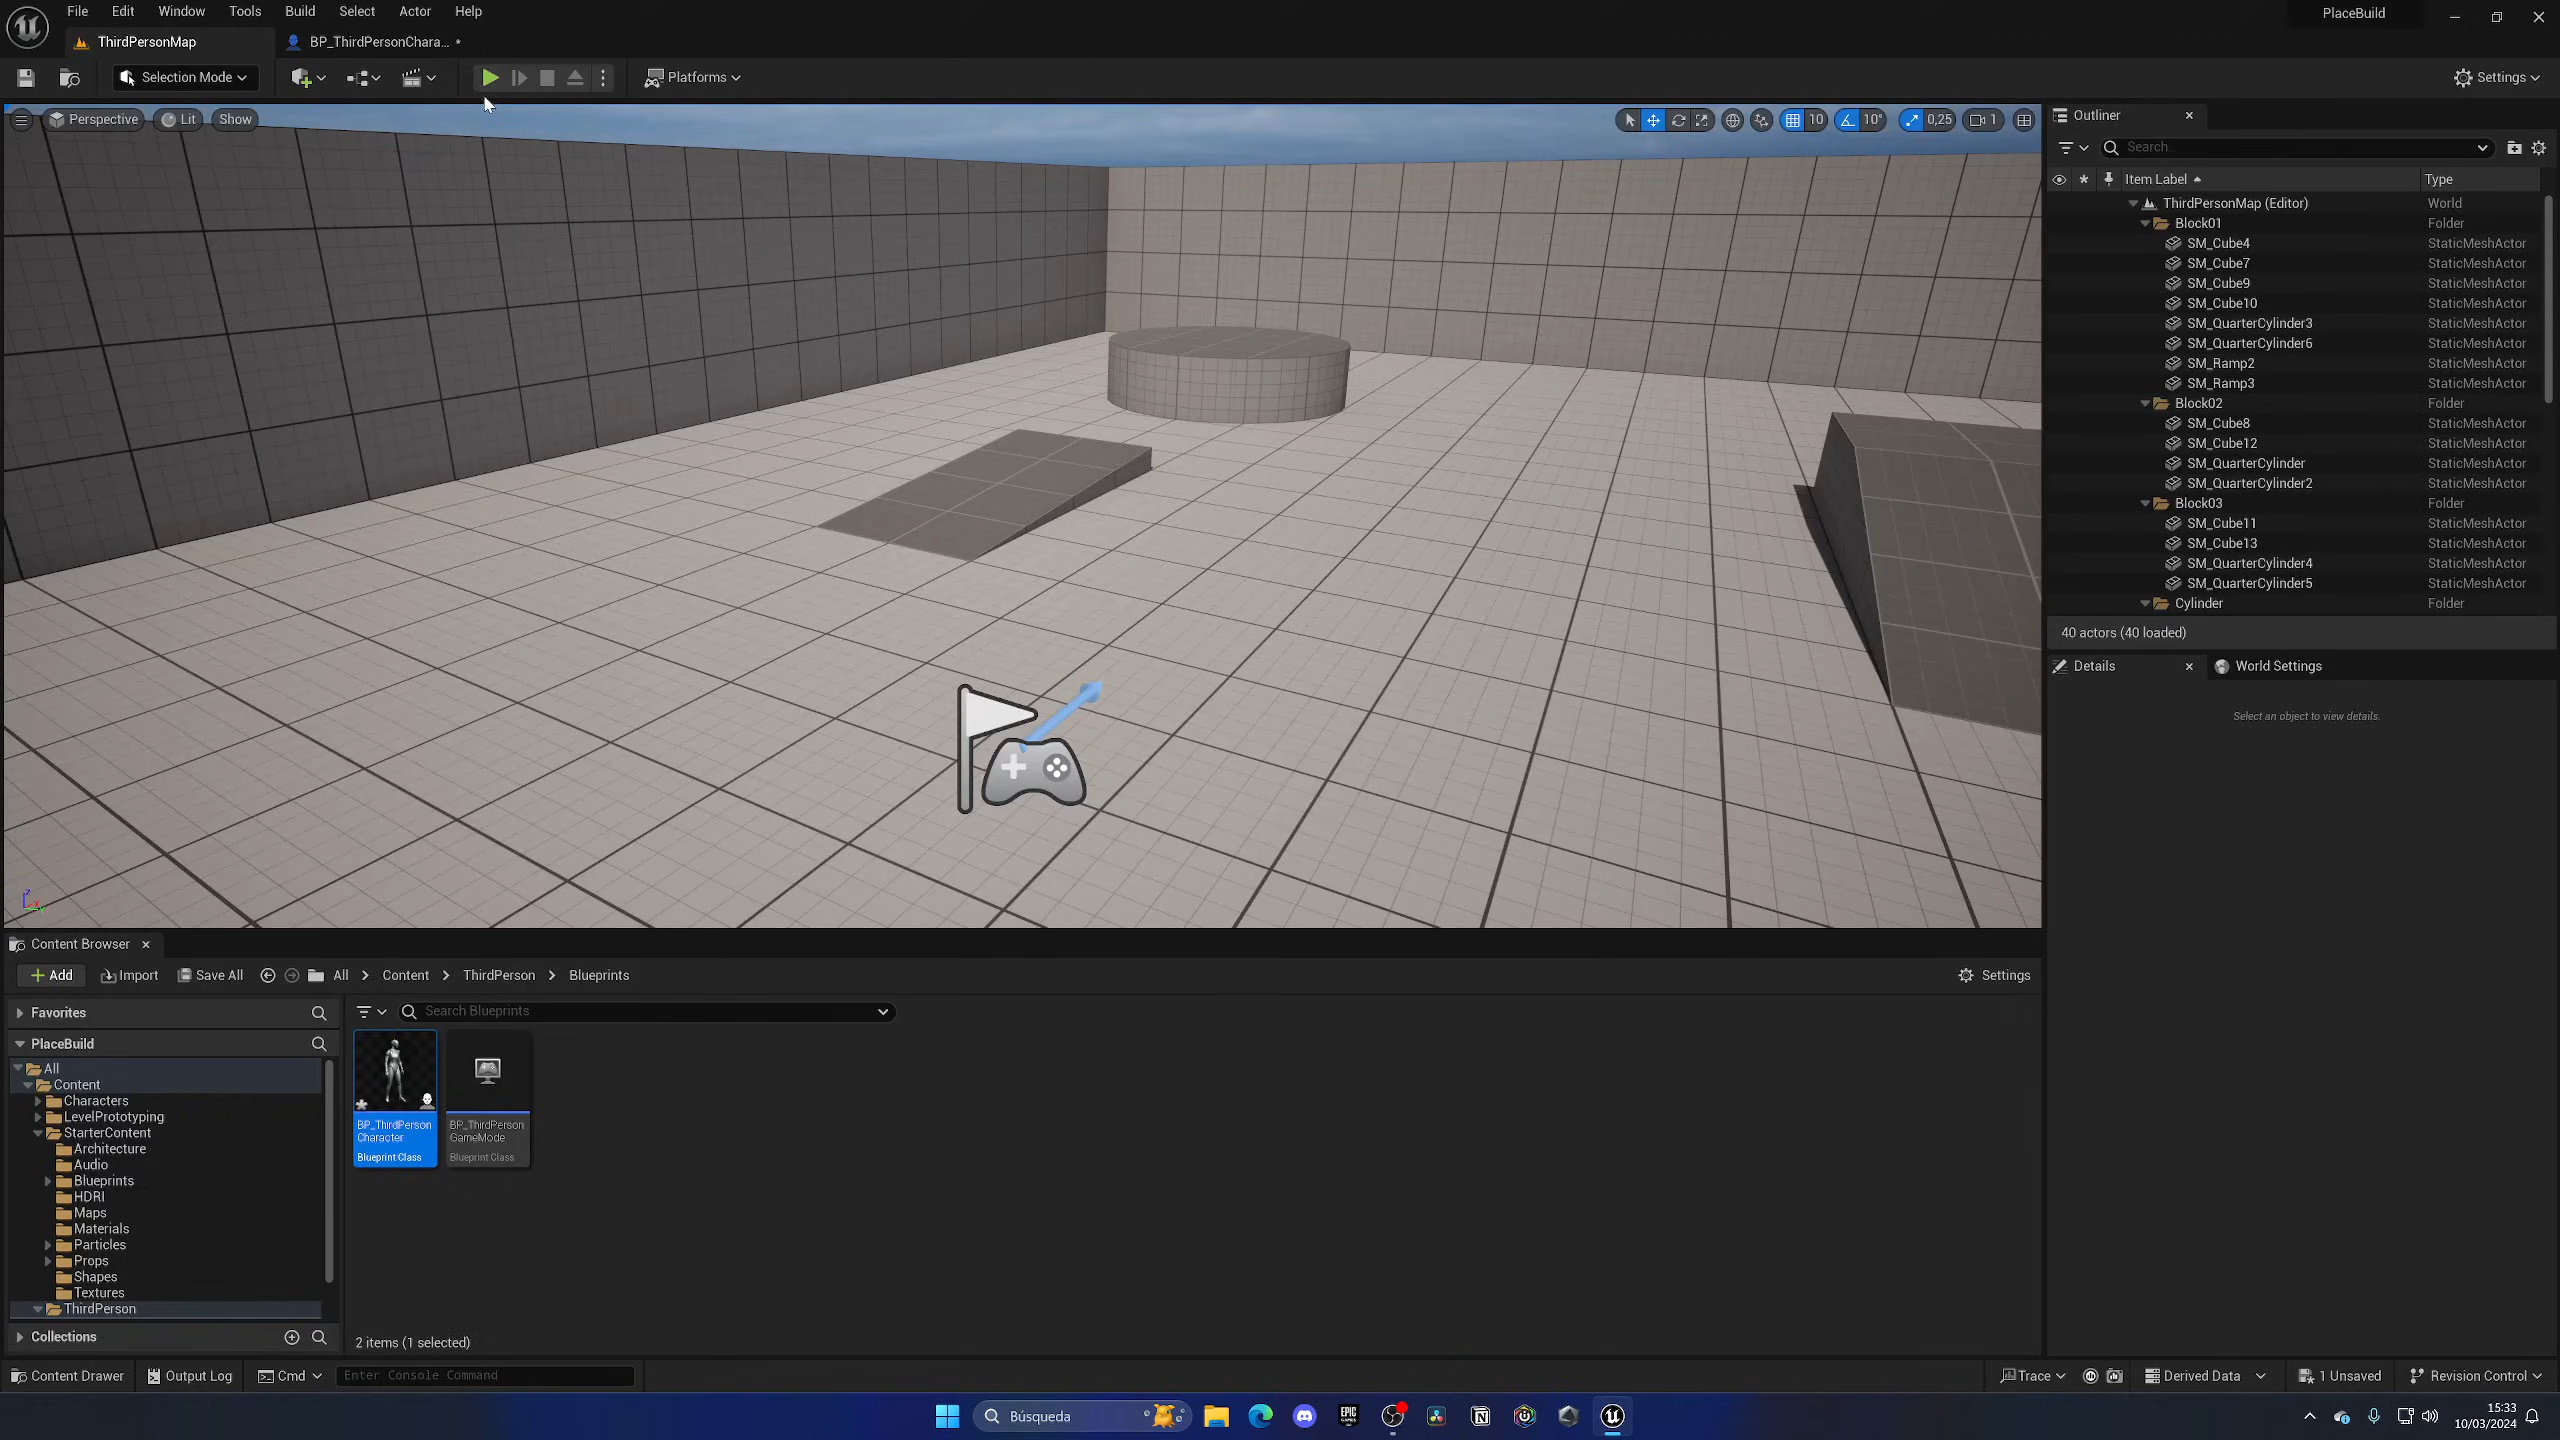 File Edit Window Tools Build Select Actor Help
PlaceBuild
ThirdPersonMap
BP_ThirdPersonChara... *
Selection Mode
Platforms
Settings
Perspective
Lit
Show
10
10°
0,25
1
Outliner
Search...
Item Label
Type
ThirdPersonMap (Editor) World
Block01 Folder
SM_Cube4 StaticMeshActor
SM_Cube7 StaticMeshActor
SM_Cube9 StaticMeshActor
SM_Cube10 StaticMeshActor
SM_QuarterCylinder3 StaticMeshActor
SM_QuarterCylinder6 StaticMeshActor
SM_Ramp2 StaticMeshActor
SM_Ramp3 StaticMeshActor
Block02 Folder
SM_Cube8 StaticMeshActor
SM_Cube12 StaticMeshActor
SM_QuarterCylinder StaticMeshActor
SM_QuarterCylinder2 StaticMeshActor
Block03 Folder
SM_Cube11 StaticMeshActor
SM_Cube13 StaticMeshActor
SM_QuarterCylinder4 StaticMeshActor
SM_QuarterCylinder5 StaticMeshActor
Cylinder Folder
40 actors (40 loaded)
Details
World Settings
Select an object to view details.
Content Browser
Add
Import
Save All
All
Content
ThirdPerson
Blueprints
Settings
Favorites
Search Blueprints
PlaceBuild
All
Content
Characters
LevelPrototyping
StarterContent
Architecture
Audio
Blueprints
HDRI
Maps
Materials
Particles
Props
Shapes
Textures
ThirdPerson
Collections
BP_ThirdPerson
Character
Blueprint Class
BP_ThirdPerson
GameMode
Blueprint Class
2 items (1 selected)
Content Drawer
Output Log
Cmd
Enter Console Command
Trace
Derived Data
1 Unsaved
Revision Control
Búsqueda
EPIC
GAMES
15:33
10/03/2024